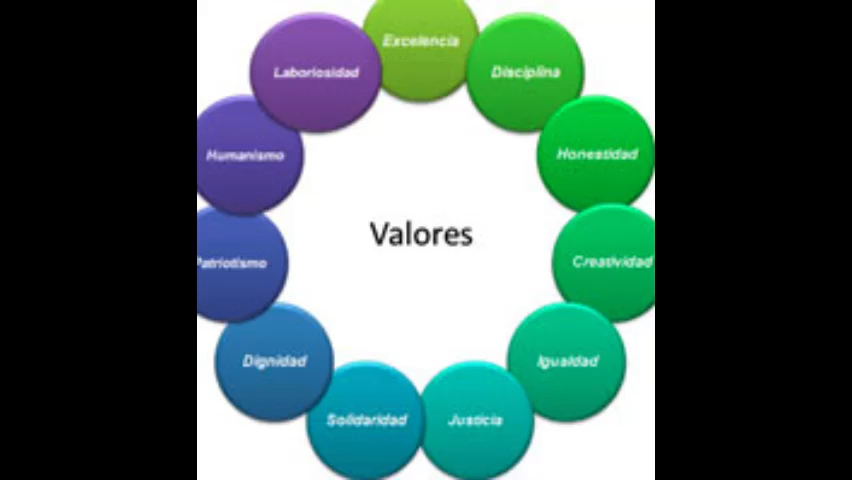 Excelencia
Disciplina
Honestidad
Creatividad
Igualdad
Justicia
Solidaridad
Dignidad
Patriotismo
Humanismo
Laboriosidad
Valores